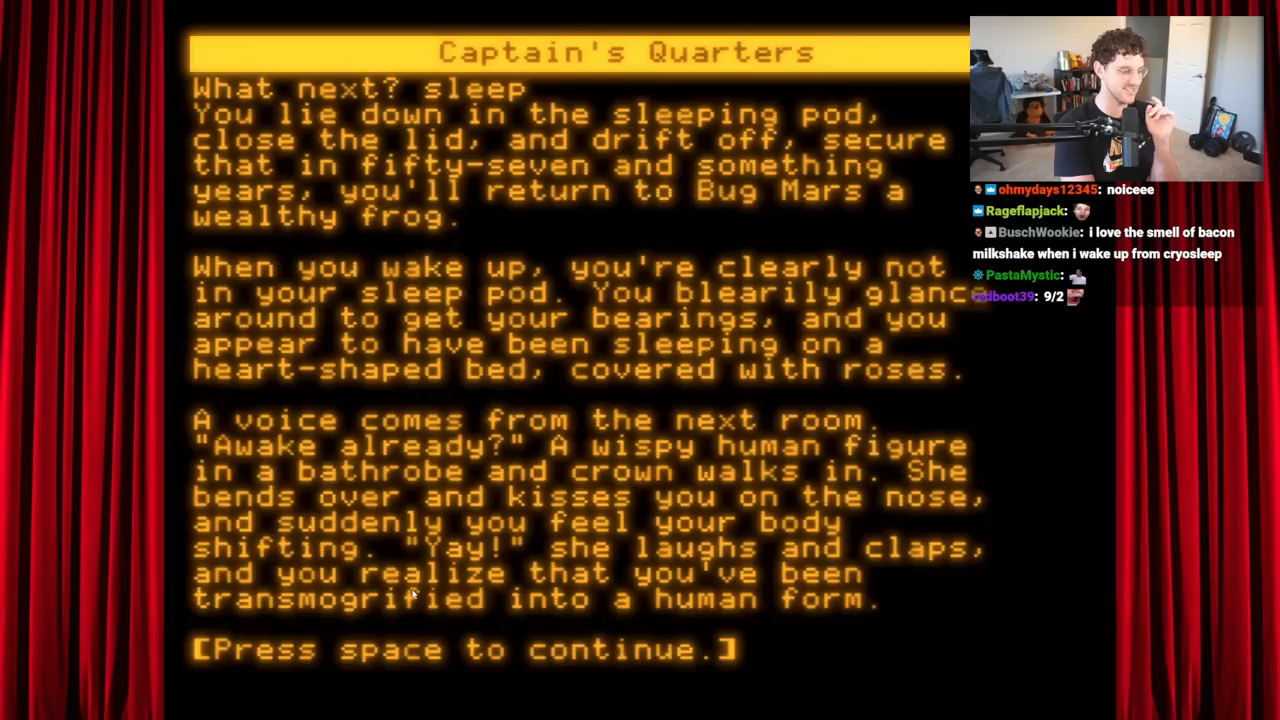 Captain's Quarters
What next? sleep
You lie down in the sleeping pod,
close the lid, and drift off, secure
that in fifty-seven and something
years, you'll return to Bug Mars a
wealthy frog.
When you wake up, you're clearly not
in your sleep pod. You blearily glance
around to get your bearings, and you
appear to have been sleeping on a
heart-shaped bed, covered with roses.
A voice comes from the next room.
"Awake already?" A wispy human figure
in a bathrobe and crown walks in. She
bends over and kisses you on the nose,
and suddenly you feel your body
shifting. "Yay!" she laughs and claps,
and you realize that you've been
transmogrified into a human form.
[Press space to continue.]
ohmydays12345: noiceee
Rageflapjack:
BuschWookie: i love the smell of bacon
milkshake when i wake up from cryosleep
PastaMystic:
9/2